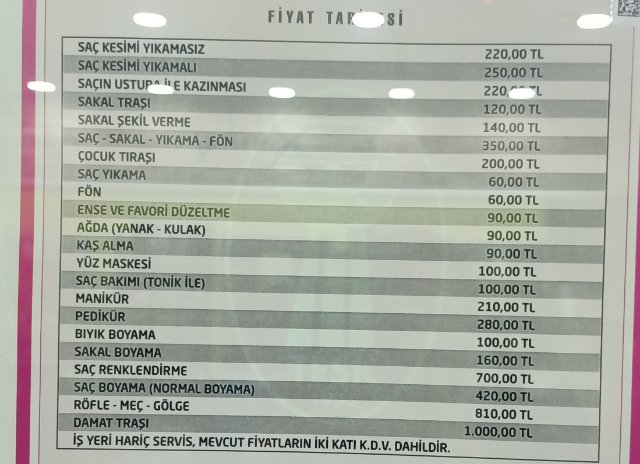 FİYAT TARİFESİ
SAÇ KESİMİ YIKAMASIZ 220,00 TL
SAÇ KESİMİ YIKAMALI 250,00 TL
SAÇIN USTURA İLE KAZINMASI 220,00 TL
SAKAL TRAŞI 120,00 TL
SAKAL ŞEKİL VERME 140,00 TL
SAÇ - SAKAL - YIKAMA - FÖN 350,00 TL
ÇOCUK TIRAŞI 200,00 TL
SAÇ YIKAMA 60,00 TL
FÖN 60,00 TL
ENSE VE FAVORİ DÜZELTME 90,00 TL
AĞDA (YANAK - KULAK) 90,00 TL
KAŞ ALMA 90,00 TL
YÜZ MASKESİ 100,00 TL
SAÇ BAKIMI (TONİK İLE) 100,00 TL
MANİKÜR 210,00 TL
PEDİKÜR 280,00 TL
BIYIK BOYAMA 100,00 TL
SAKAL BOYAMA 160,00 TL
SAÇ RENKLENDİRME 700,00 TL
SAÇ BOYAMA (NORMAL BOYAMA) 420,00 TL
RÖFLE - MEÇ - GÖLGE 810,00 TL
DAMAT TRAŞI 1.000,00 TL
İŞ YERİ HARİÇ SERVİS, MEVCUT FİYATLARIN İKİ KATI K.D.V. DAHİLDİR.